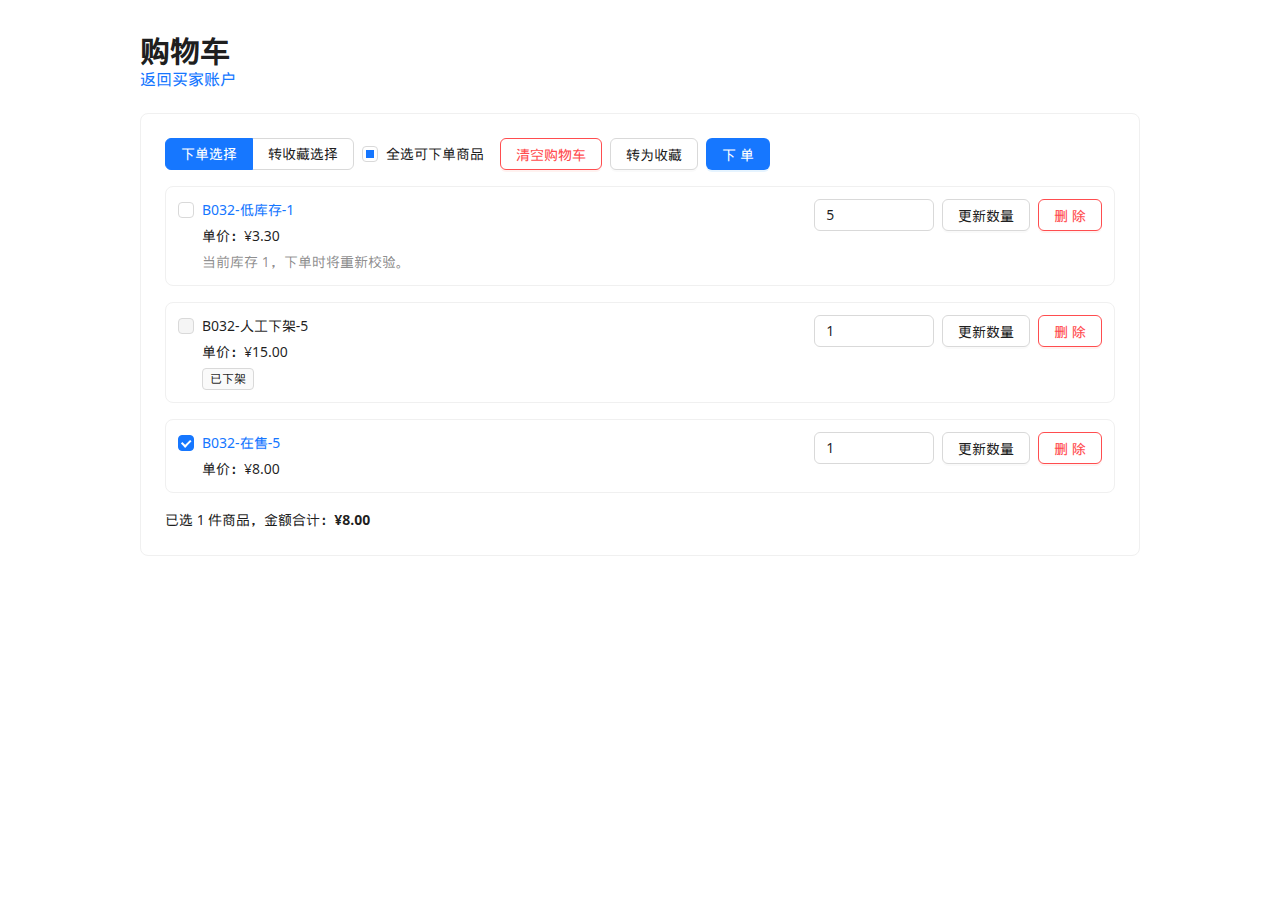 购物车
返回买家账户
下单选择 转收藏选择 全选可下单商品 清空购物车 转为收藏 下 单
B032-低库存-1 5 更新数量 删 除
单价：¥3.30
当前库存 1，下单时将重新校验。
B032-人工下架-5 1 更新数量 删 除
单价：¥15.00
已下架
B032-在售-5 1 更新数量 删 除
单价：¥8.00
已选 1 件商品，金额合计：¥8.00